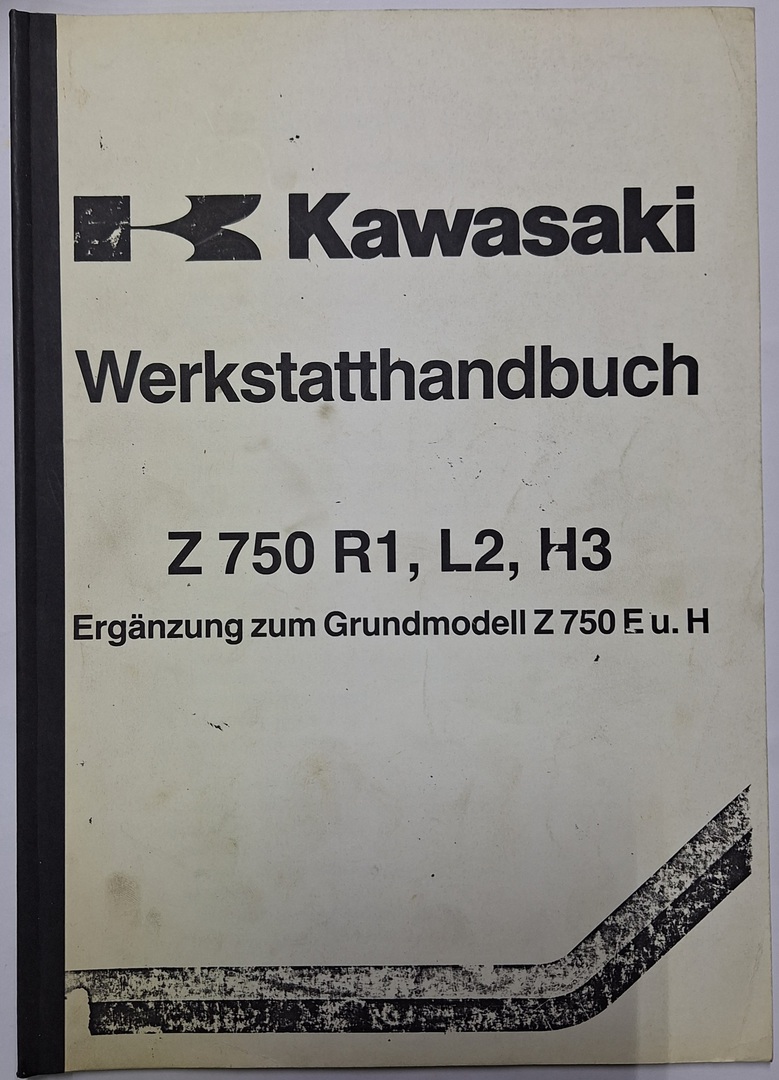 Kawasaki
Werkstatthandbuch
Z 750 R1, L2, H3
Ergänzung zum Grundmodell Z 750 E u. H